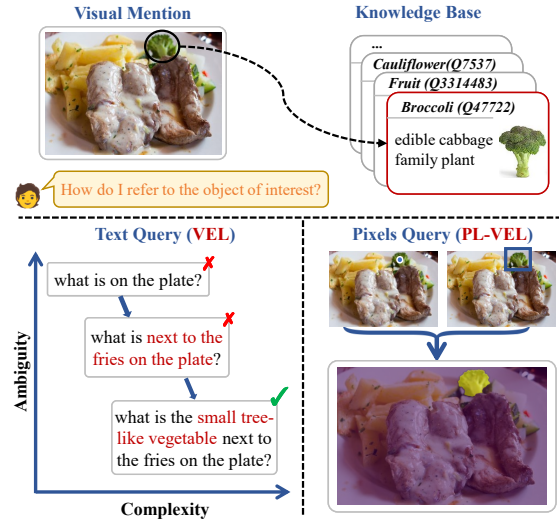 Visual Mention
Knowledge Base
...
Cauliflower(Q7537)
Fruit (Q3314483)
Broccoli (Q47722)
edible cabbage
family plant
How do I refer to the object of interest?
Text Query (VEL)
what is on the plate?
✗
what is next to the
fries on the plate?
✗
what is the small tree-
like vegetable next to
the fries on the plate?
✓
Ambiguity
Complexity
Pixels Query (PL-VEL)